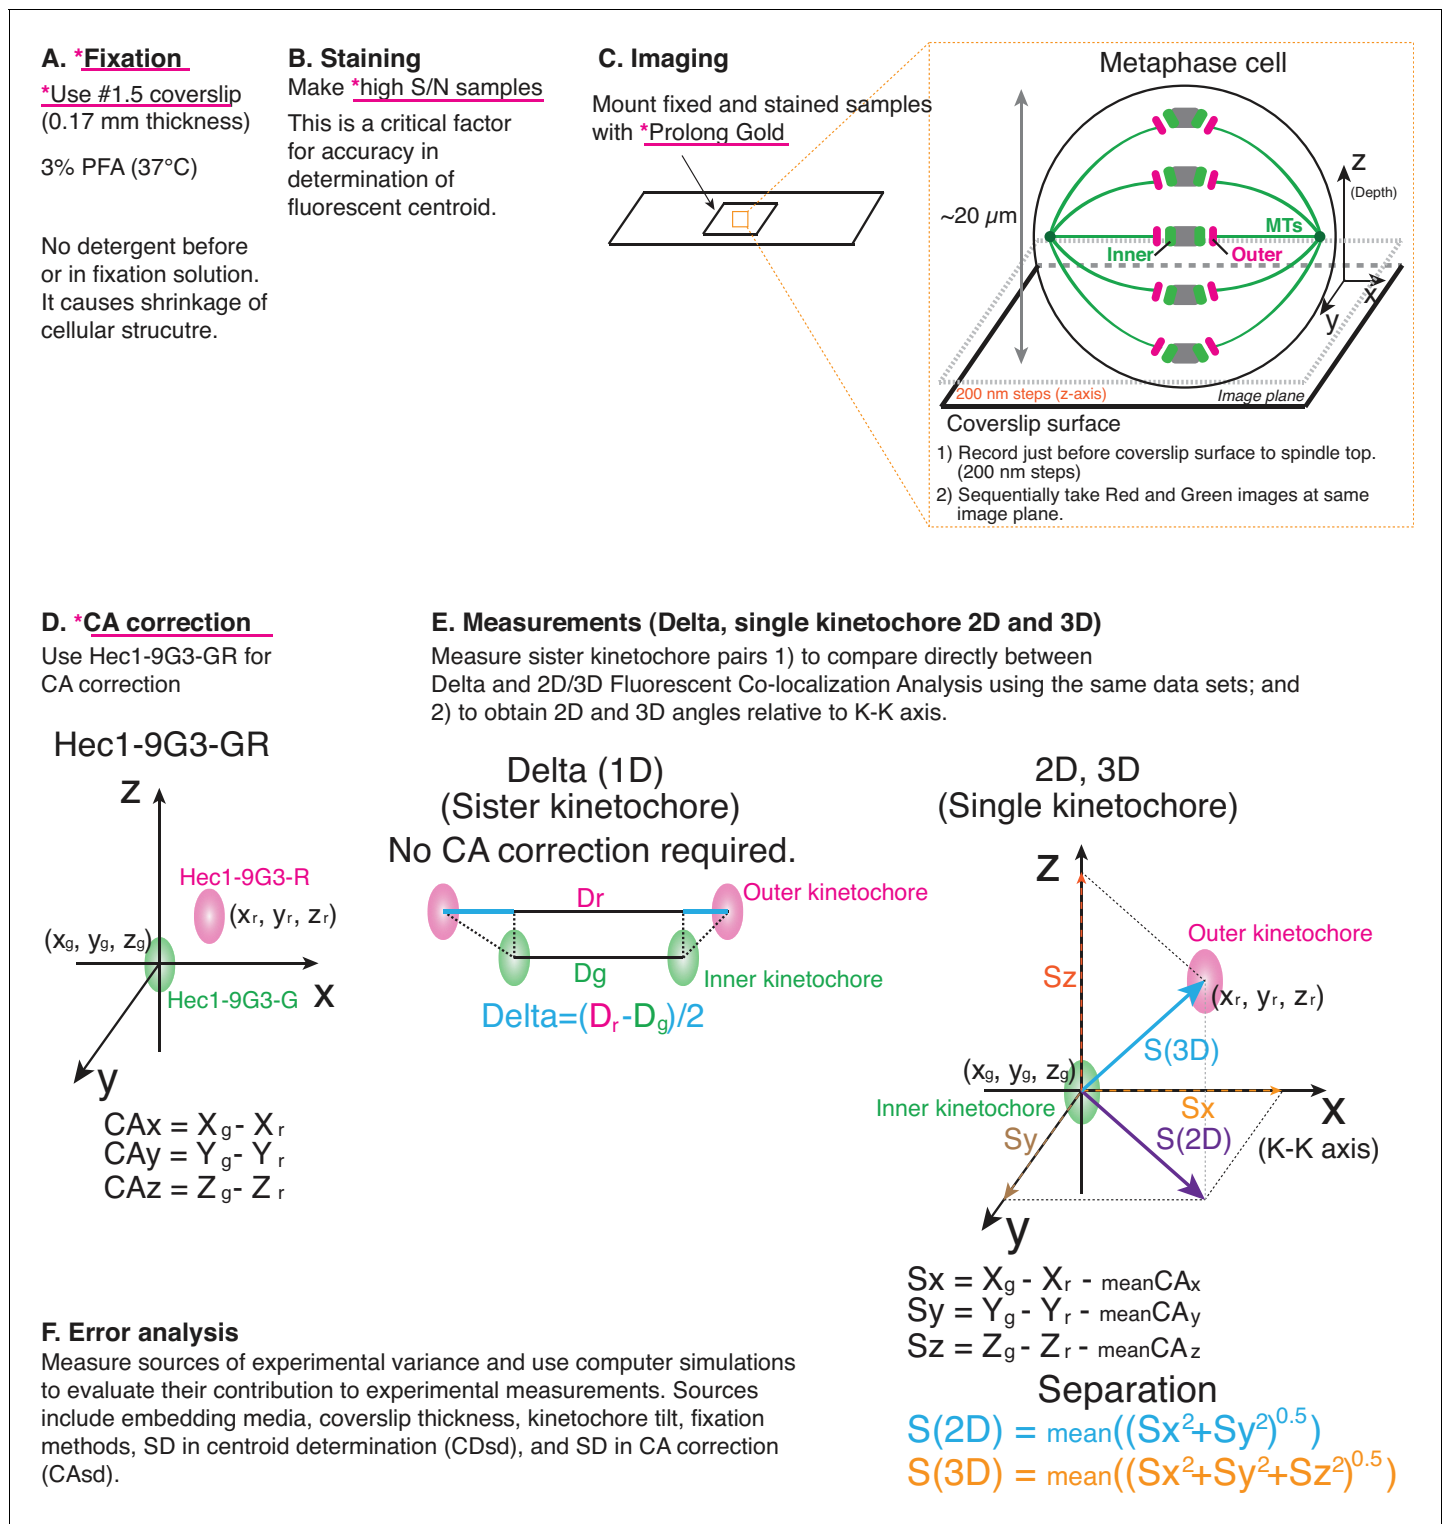 A. *Fixation
*Use #1.5 coverslip
(0.17 mm thickness)
3% PFA (37°C)
No detergent before
or in fixation solution.
It causes shrinkage of
cellular strucutre.
B. Staining
Make *high S/N samples
This is a critical factor
for accuracy in
determination of
fluorescent centroid.
C. Imaging
Mount fixed and stained samples
with *Prolong Gold
Metaphase cell
~20 µm
z
(Depth)
MTs
Inner
Outer
x
y
200 nm steps (z-axis)
Image plane
Coverslip surface
1) Record just before coverslip surface to spindle top.
(200 nm steps)
2) Sequentially take Red and Green images at same
image plane.
D. *CA correction
Use Hec1-9G3-GR for
CA correction
Hec1-9G3-GR
z
Hec1-9G3-R
(xr, yr, zr)
(xg, yg, zg)
Hec1-9G3-G
x
y
CAx = Xg - Xr
CAy = Yg - Yr
CAz = Zg - Zr
E. Measurements (Delta, single kinetochore 2D and 3D)
Measure sister kinetochore pairs 1) to compare directly between
Delta and 2D/3D Fluorescent Co-localization Analysis using the same data sets; and
2) to obtain 2D and 3D angles relative to K-K axis.
Delta (1D)
(Sister kinetochore)
No CA correction required.
Dr
Outer kinetochore
Dg
Inner kinetochore
Delta=(Dr-Dg)/2
2D, 3D
(Single kinetochore)
z
Outer kinetochore
Sz
(xr, yr, zr)
S(3D)
(xg, yg, zg)
Inner kinetochore
Sx
x
Sy
S(2D)
(K-K axis)
y
Sx = Xg - Xr - meanCAx
Sy = Yg - Yr - meanCAy
Sz = Zg - Zr - meanCAz
Separation
S(2D) = mean((Sx²+Sy²)^0.5)
S(3D) = mean((Sx²+Sy²+Sz²)^0.5)
F. Error analysis
Measure sources of experimental variance and use computer simulations
to evaluate their contribution to experimental measurements. Sources
include embedding media, coverslip thickness, kinetochore tilt, fixation
methods, SD in centroid determination (CDsd), and SD in CA correction
(CAsd).